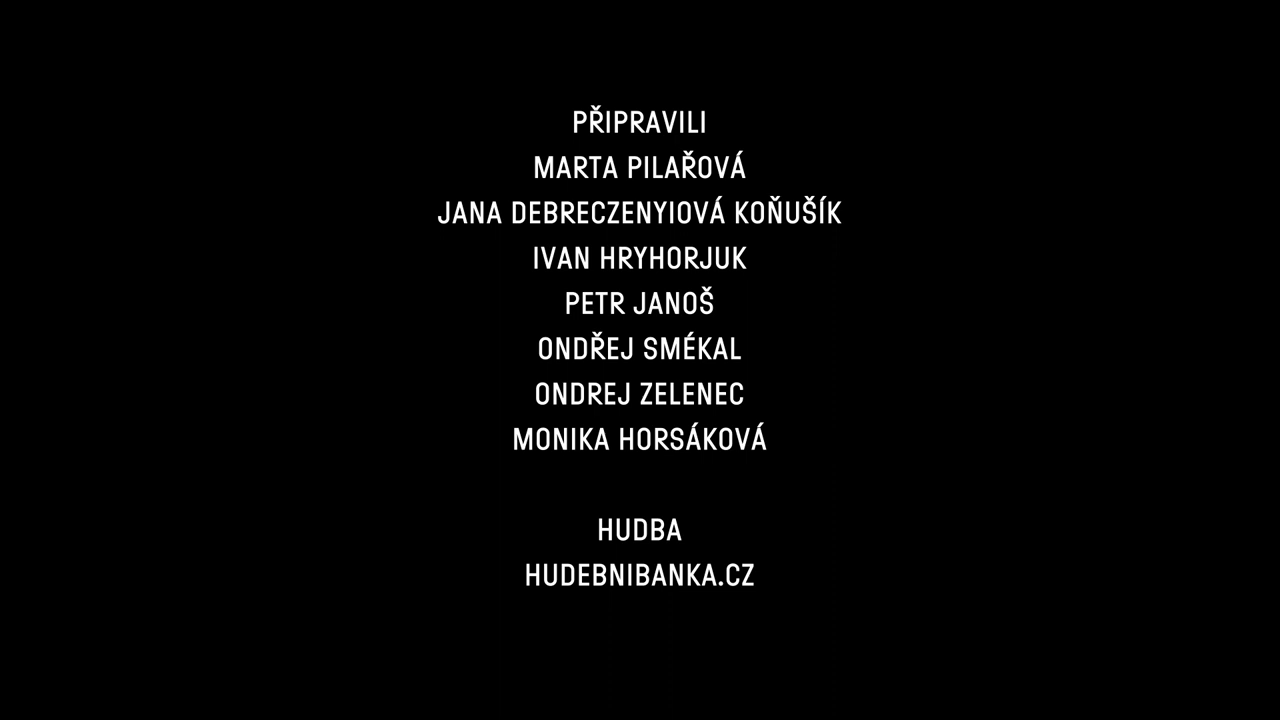 PŘIPRAVILI
MARTA PILAŘOVÁ
JANA DEBRECZENYIOVÁ KOŇUŠÍK
IVAN HRYHORJUK
PETR JANOŠ
ONDŘEJ SMÉKAL
ONDREJ ZELENEC
MONIKA HORSÁKOVÁ
HUDBA
HUDEBNIBANKA.CZ